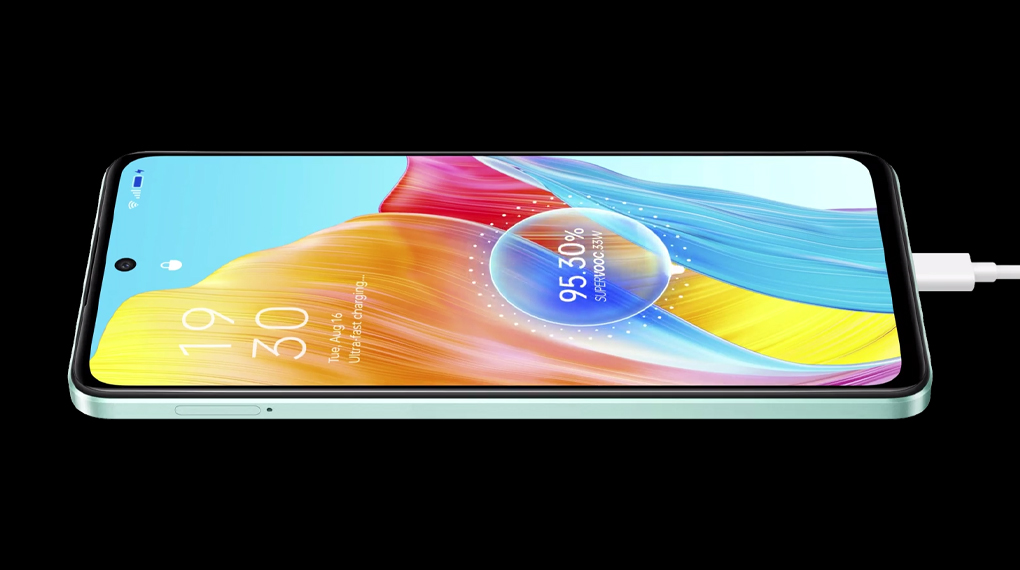 19
30
Tue, Aug 16
Ultra-fast charging...
95.30%
SUPERVOOC 33W